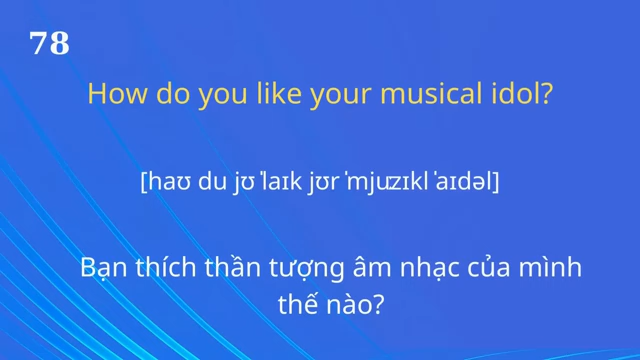 78
How do you like your musical idol?
[haʊ du jʊ ˈlaɪk jʊr ˈmjuzɪkl ˈaɪdəl]
Bạn thích thần tượng âm nhạc của mình
thế nào?